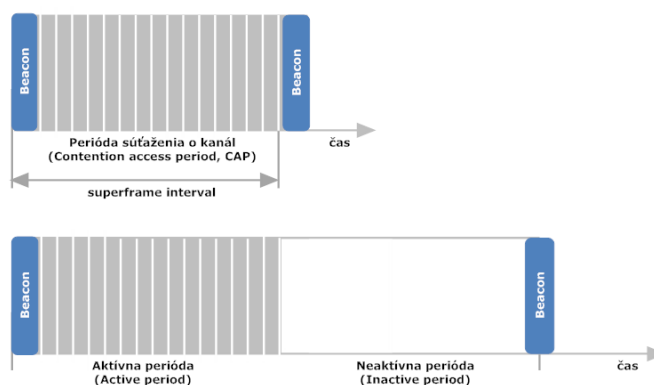 Beacon
Beacon
Perióda súťaženia o kanál
(Contention access period, CAP)
čas
superframe interval
Beacon
Beacon
Aktívna perióda
(Active period)
Neaktívna perióda
(Inactive period)
čas